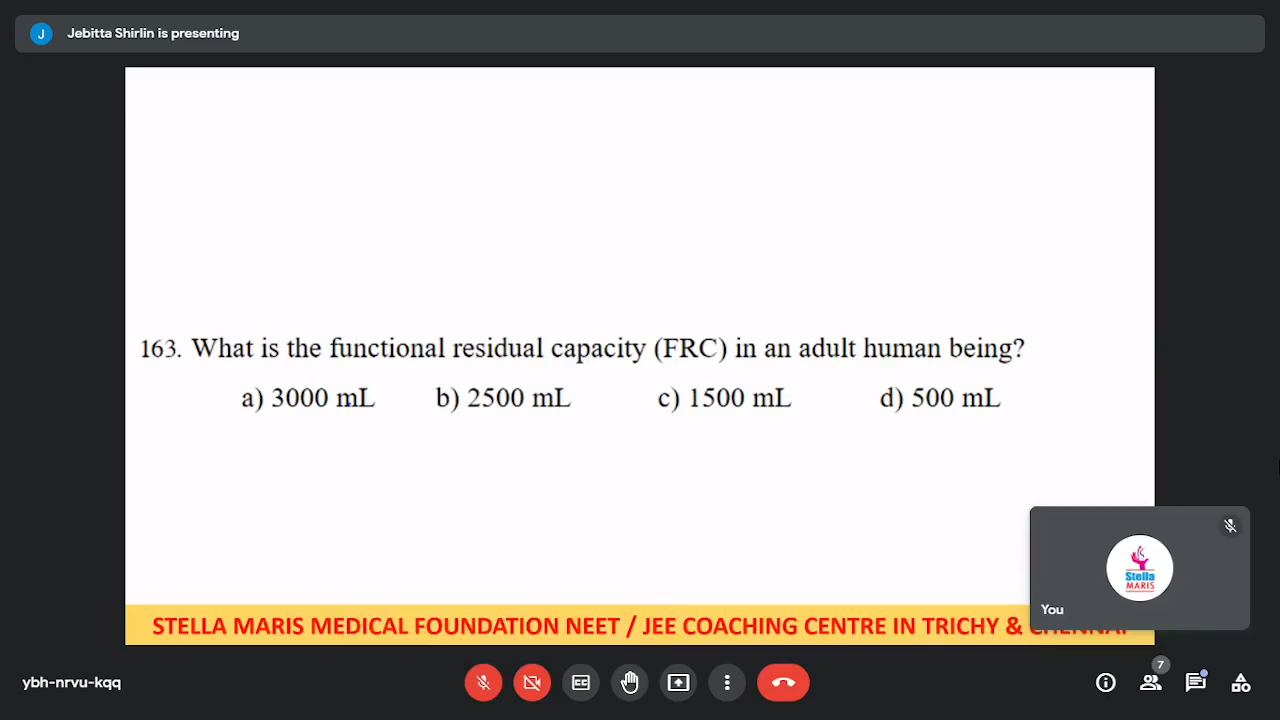 J Jebitta Shirlin is presenting
163. What is the functional residual capacity (FRC) in an adult human being?
a) 3000 mL b) 2500 mL c) 1500 mL d) 500 mL
Stella
MARIS
You
STELLA MARIS MEDICAL FOUNDATION NEET / JEE COACHING CENTRE IN TRICHY & CHENNAI
ybh-nrvu-kqq
CC
7